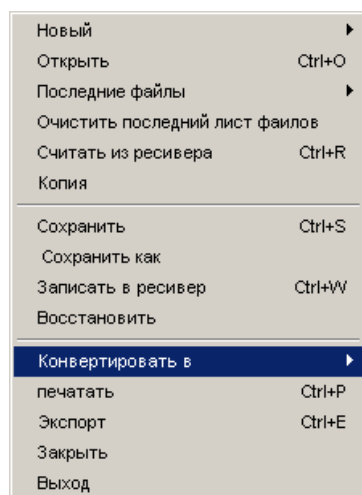 Новый
Открыть Ctrl+O
Последние файлы
Очистить последний лист фаилов
Считать из ресивера Ctrl+R
Копия
Сохранить Ctrl+S
Сохранить как
Записать в ресивер Ctrl+W
Восстановить
Конвертировать в
печатать Ctrl+P
Экспорт Ctrl+E
Закрыть
Выход